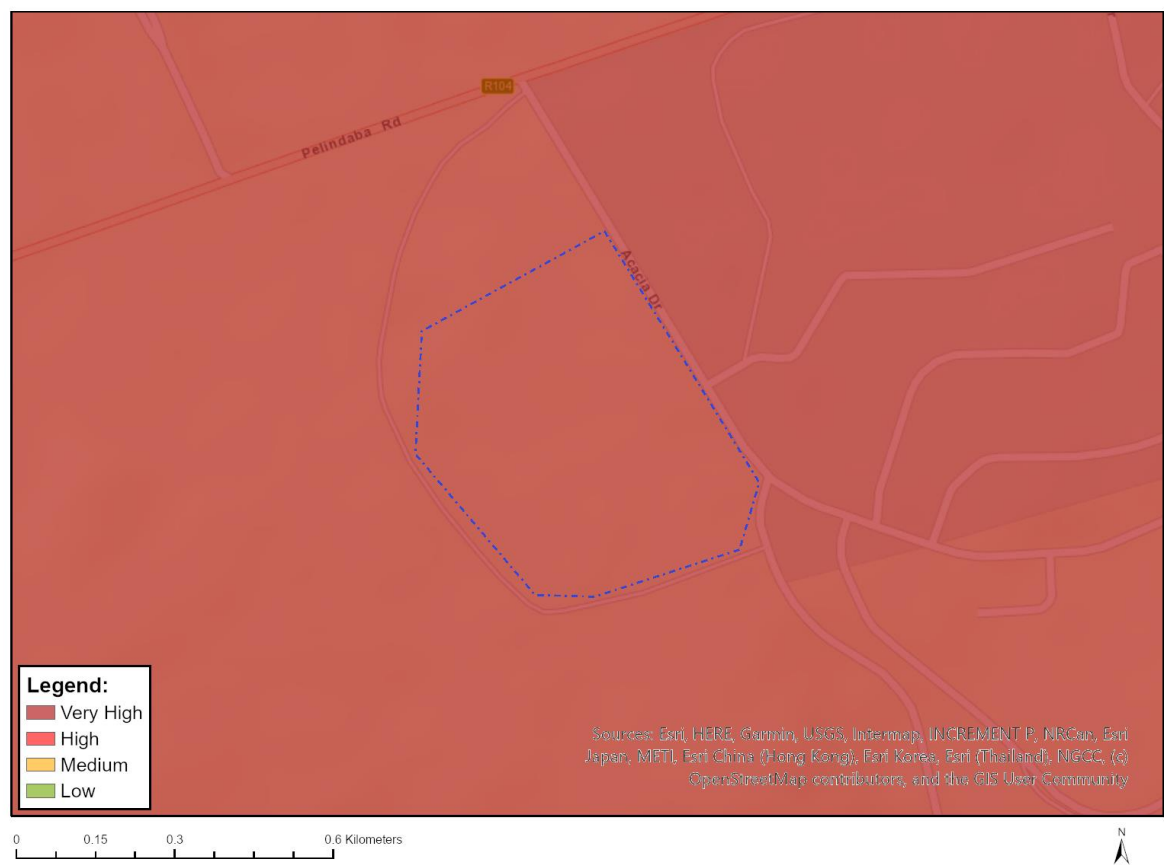 R104
Pelindaba Rd
Acacia Dr
Legend:
Very High
High
Medium
Low
Sources: Esri, HERE, Garmin, USGS, Intermap, INCREMENT P, NRCan, Esri
Japan, METI, Esri China (Hong Kong), Esri Korea, Esri (Thailand), NGCC, (c)
OpenStreetMap contributors, and the GIS User Community
0 0.15 0.3 0.6 Kilometers
N